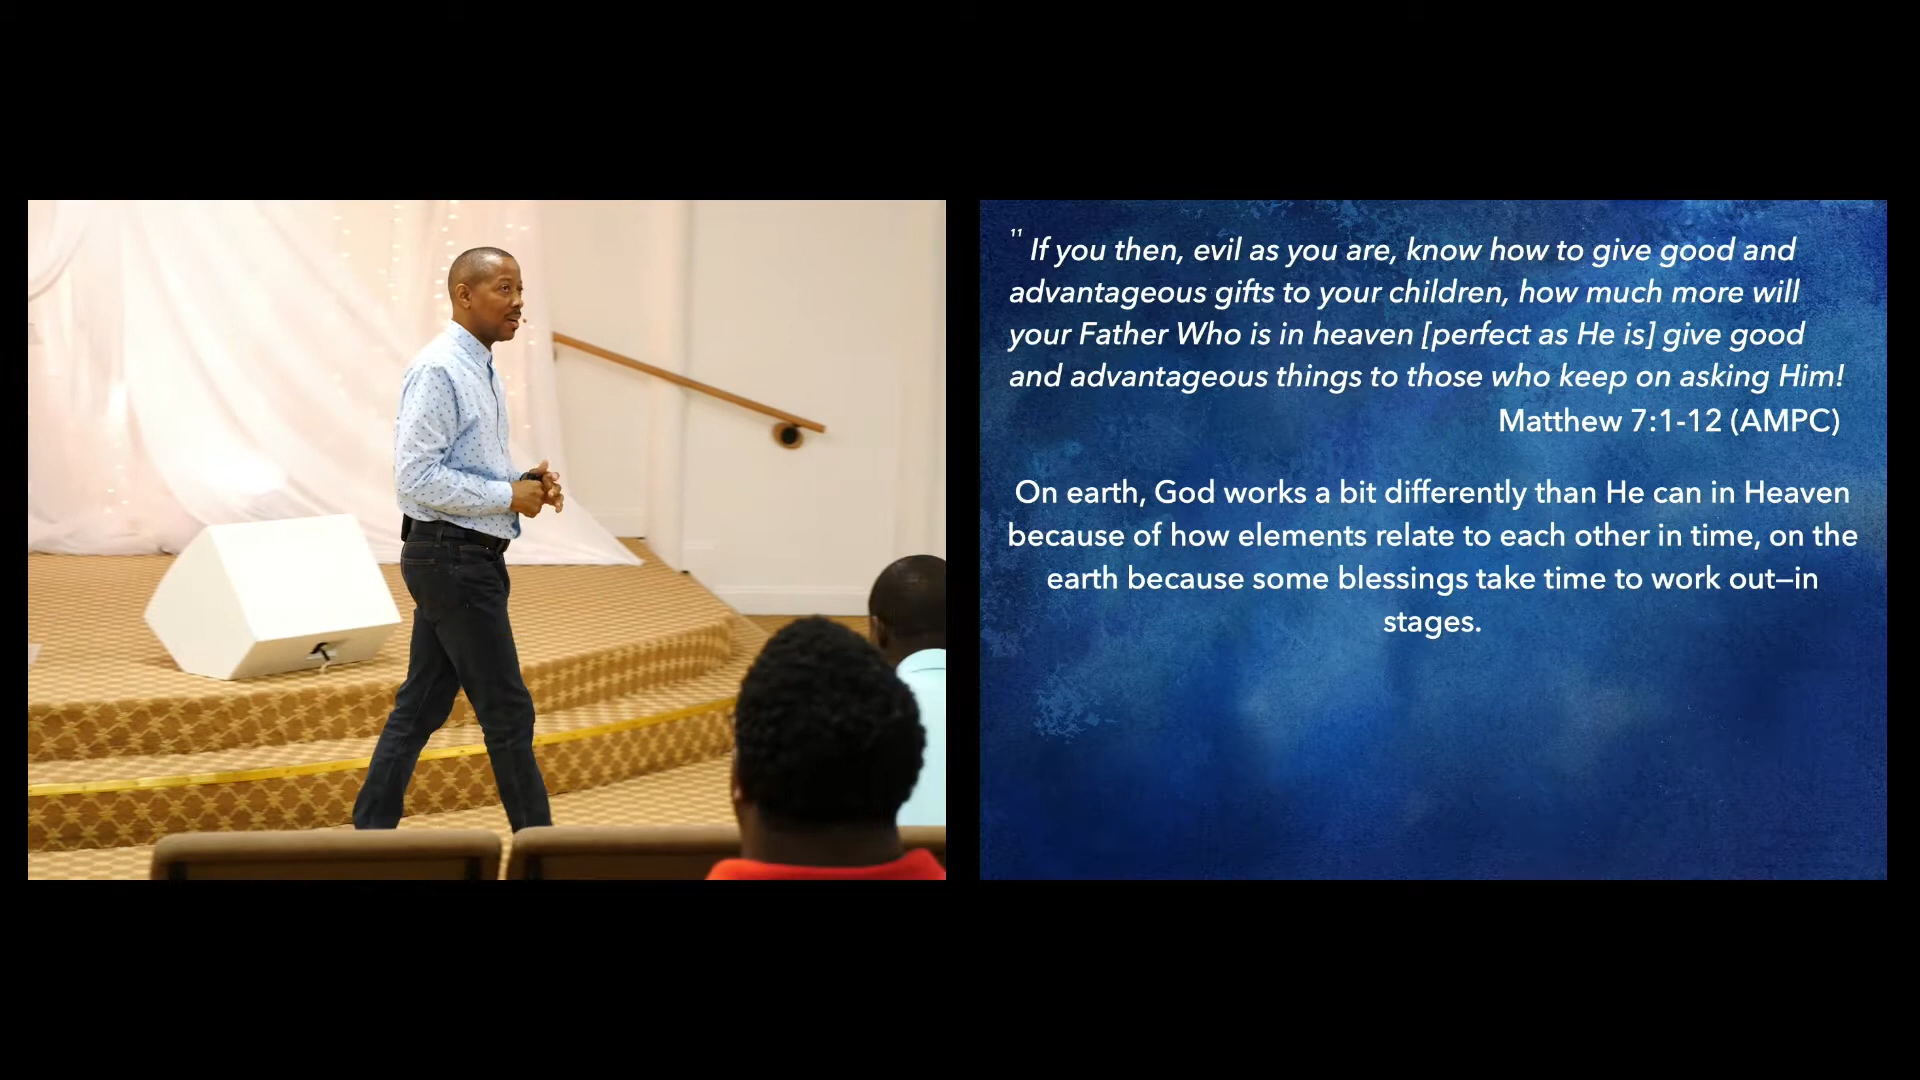 11 If you then, evil as you are, know how to give good and
advantageous gifts to your children, how much more will
your Father Who is in heaven [perfect as He is] give good
and advantageous things to those who keep on asking Him!
Matthew 7:1-12 (AMPC)
On earth, God works a bit differently than He can in Heaven
because of how elements relate to each other in time, on the
earth because some blessings take time to work out—in
stages.